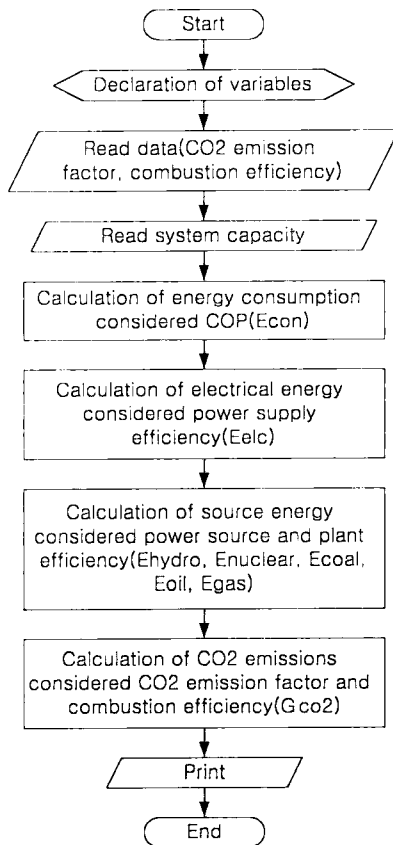 Start
Declaration of variables
Read data(CO2 emission
factor, combustion efficiency)
Read system capacity
Calculation of energy consumption
considered COP(Econ)
Calculation of electrical energy
considered power supply
efficiency(Eelc)
Calculation of source energy
considered power source and plant
efficiency(Ehydro, Enuclear, Ecoal,
Eoil, Egas)
Calculation of CO2 emissions
considered CO2 emission factor and
combustion efficiency(Gco2)
Print
End